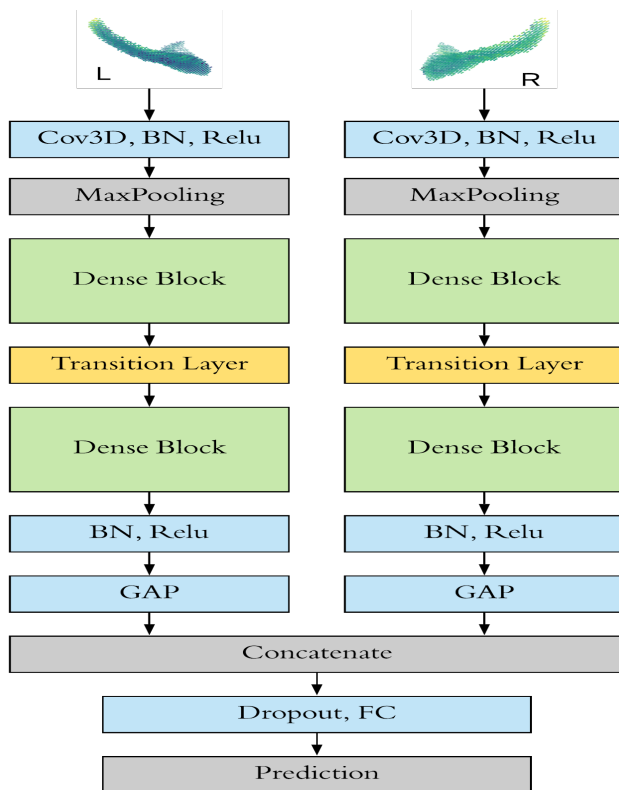 L
R
Cov3D, BN, Relu
Cov3D, BN, Relu
MaxPooling
MaxPooling
Dense Block
Dense Block
Transition Layer
Transition Layer
Dense Block
Dense Block
BN, Relu
BN, Relu
GAP
GAP
Concatenate
Dropout, FC
Prediction